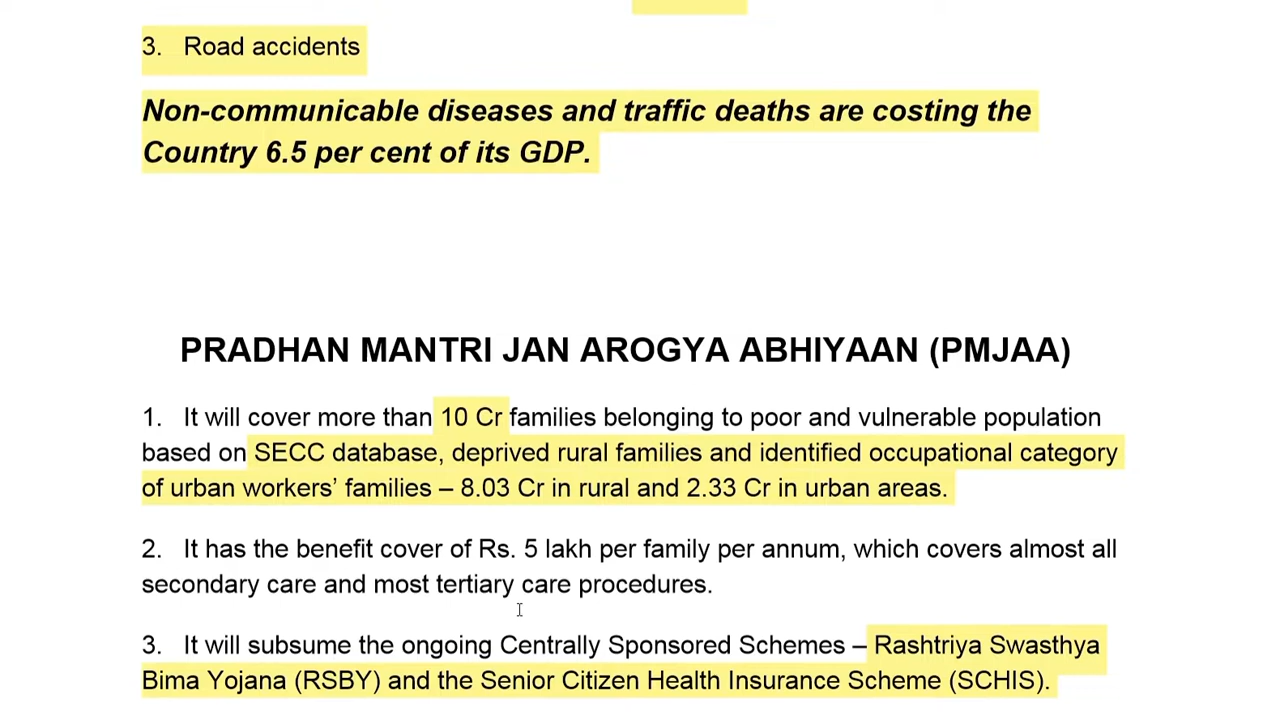 3. Road accidents
Non-communicable diseases and traffic deaths are costing the
Country 6.5 per cent of its GDP.
PRADHAN MANTRI JAN AROGYA ABHIYAAN (PMJAA)
1. It will cover more than 10 Cr families belonging to poor and vulnerable population
based on SECC database, deprived rural families and identified occupational category
of urban workers’ families – 8.03 Cr in rural and 2.33 Cr in urban areas.
2. It has the benefit cover of Rs. 5 lakh per family per annum, which covers almost all
secondary care and most tertiary care procedures.
3. It will subsume the ongoing Centrally Sponsored Schemes – Rashtriya Swasthya
Bima Yojana (RSBY) and the Senior Citizen Health Insurance Scheme (SCHIS).